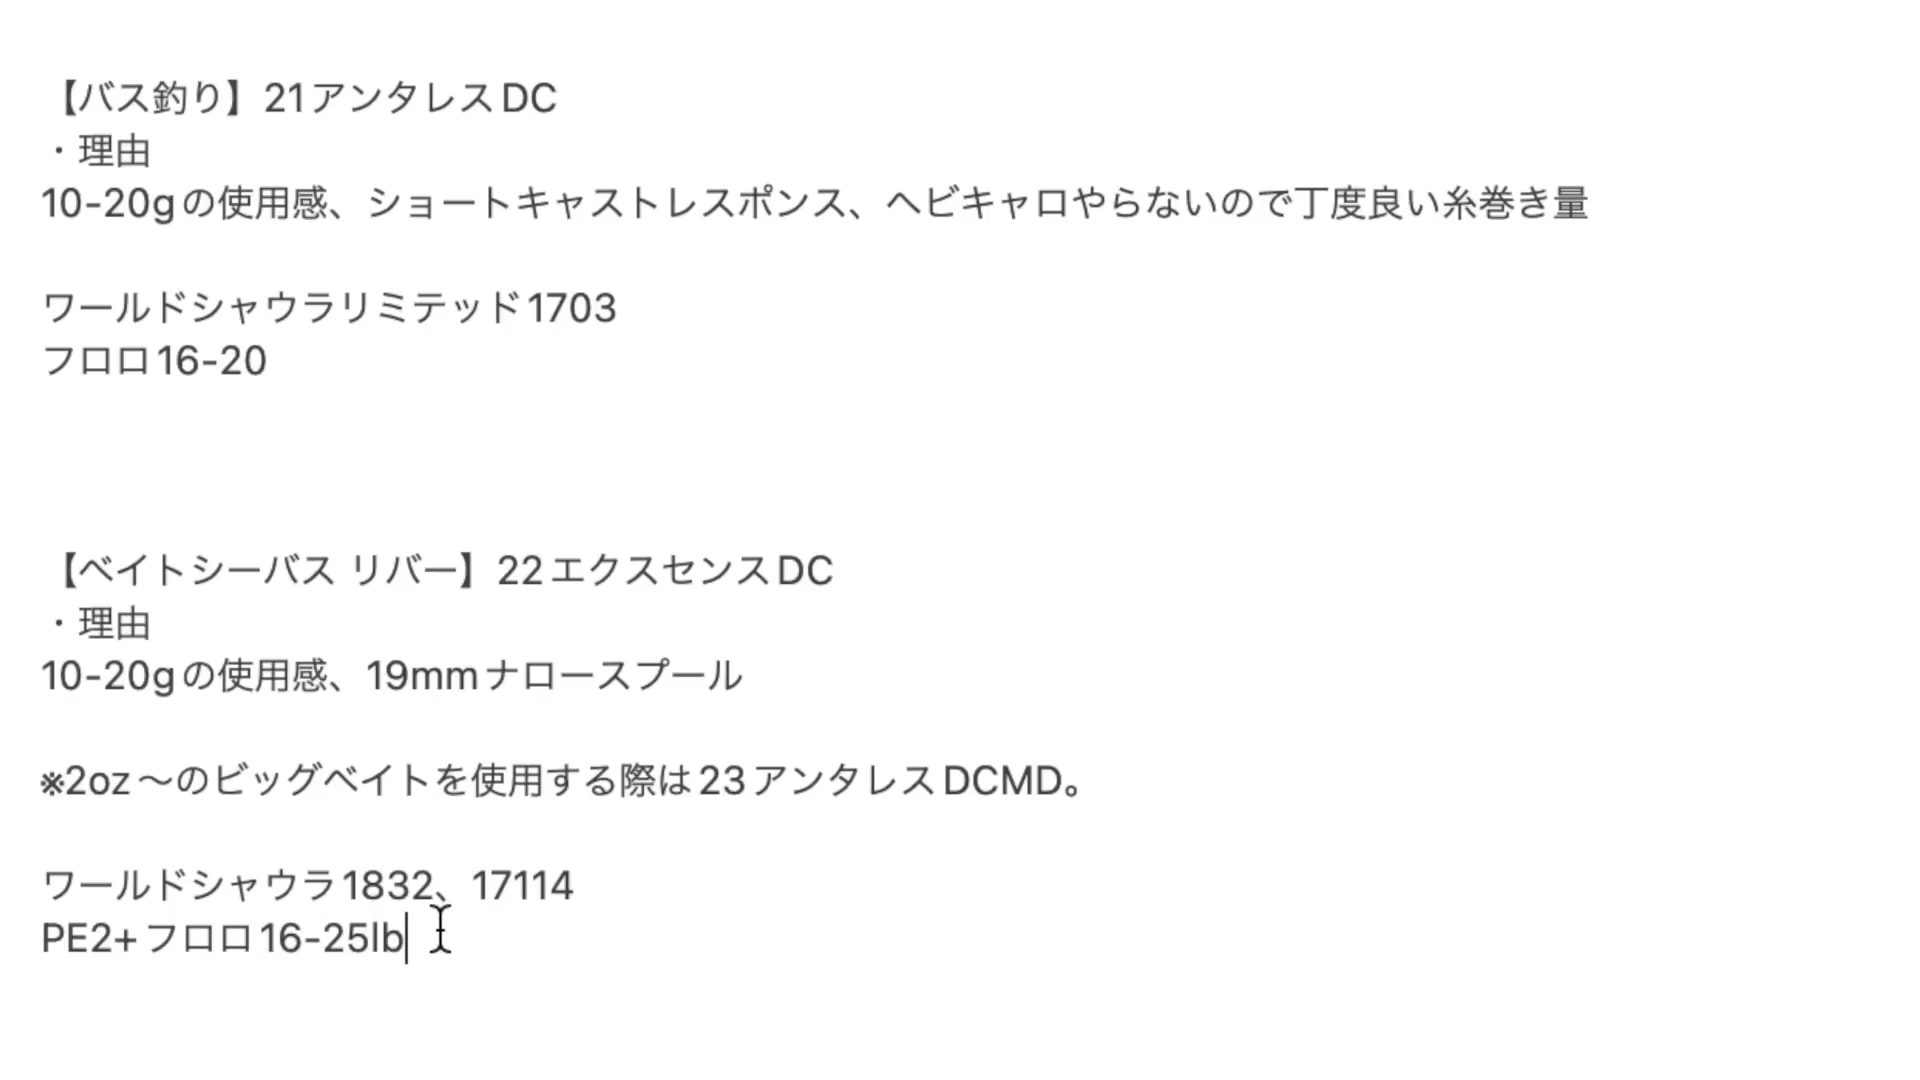 【バス釣り】21アンタレスDC
・理由
10-20gの使用感、ショートキャストレスポンス、ヘビキャロやらないので丁度良い糸巻き量
ワールドシャウラリミテッド1703
フロロ16-20
【ベイトシーバス リバー】22エクスセンスDC
・理由
10-20gの使用感、19mmナロースプール
※2oz〜のビッグベイトを使用する際は23アンタレスDCMD。
ワールドシャウラ1832、17114
PE2+フロロ16-25lb